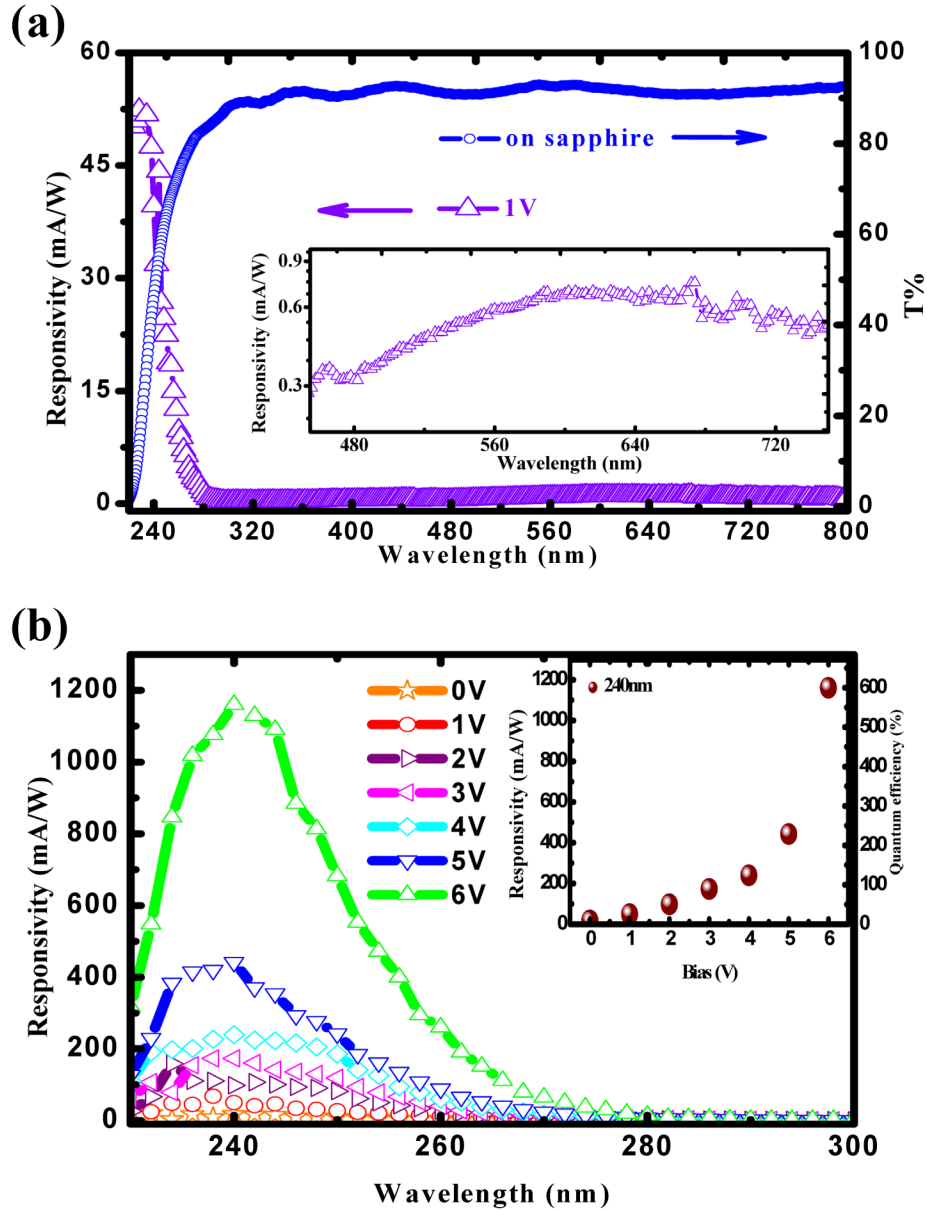 (a)
60
45
30
15
0
Responsivity (mA/W)
100
80
60
40
20
0
T%
on sapphire
1V
0.9
0.6
0.3
Responsivity (mA/W)
480 560 640 720
Wavelength (nm)
240 320 400 480 560 640 720 800
Wavelength (nm)
(b)
1200
1000
800
600
400
200
0
Responsivity (mA/W)
0V
1V
2V
3V
4V
5V
6V
240nm
1200
1000
800
600
400
200
0
Responsivity (mA/W)
600
500
400
300
200
100
0
Quantum efficiency (%)
0 1 2 3 4 5 6
Bias (V)
240 260 280 300
Wavelength (nm)